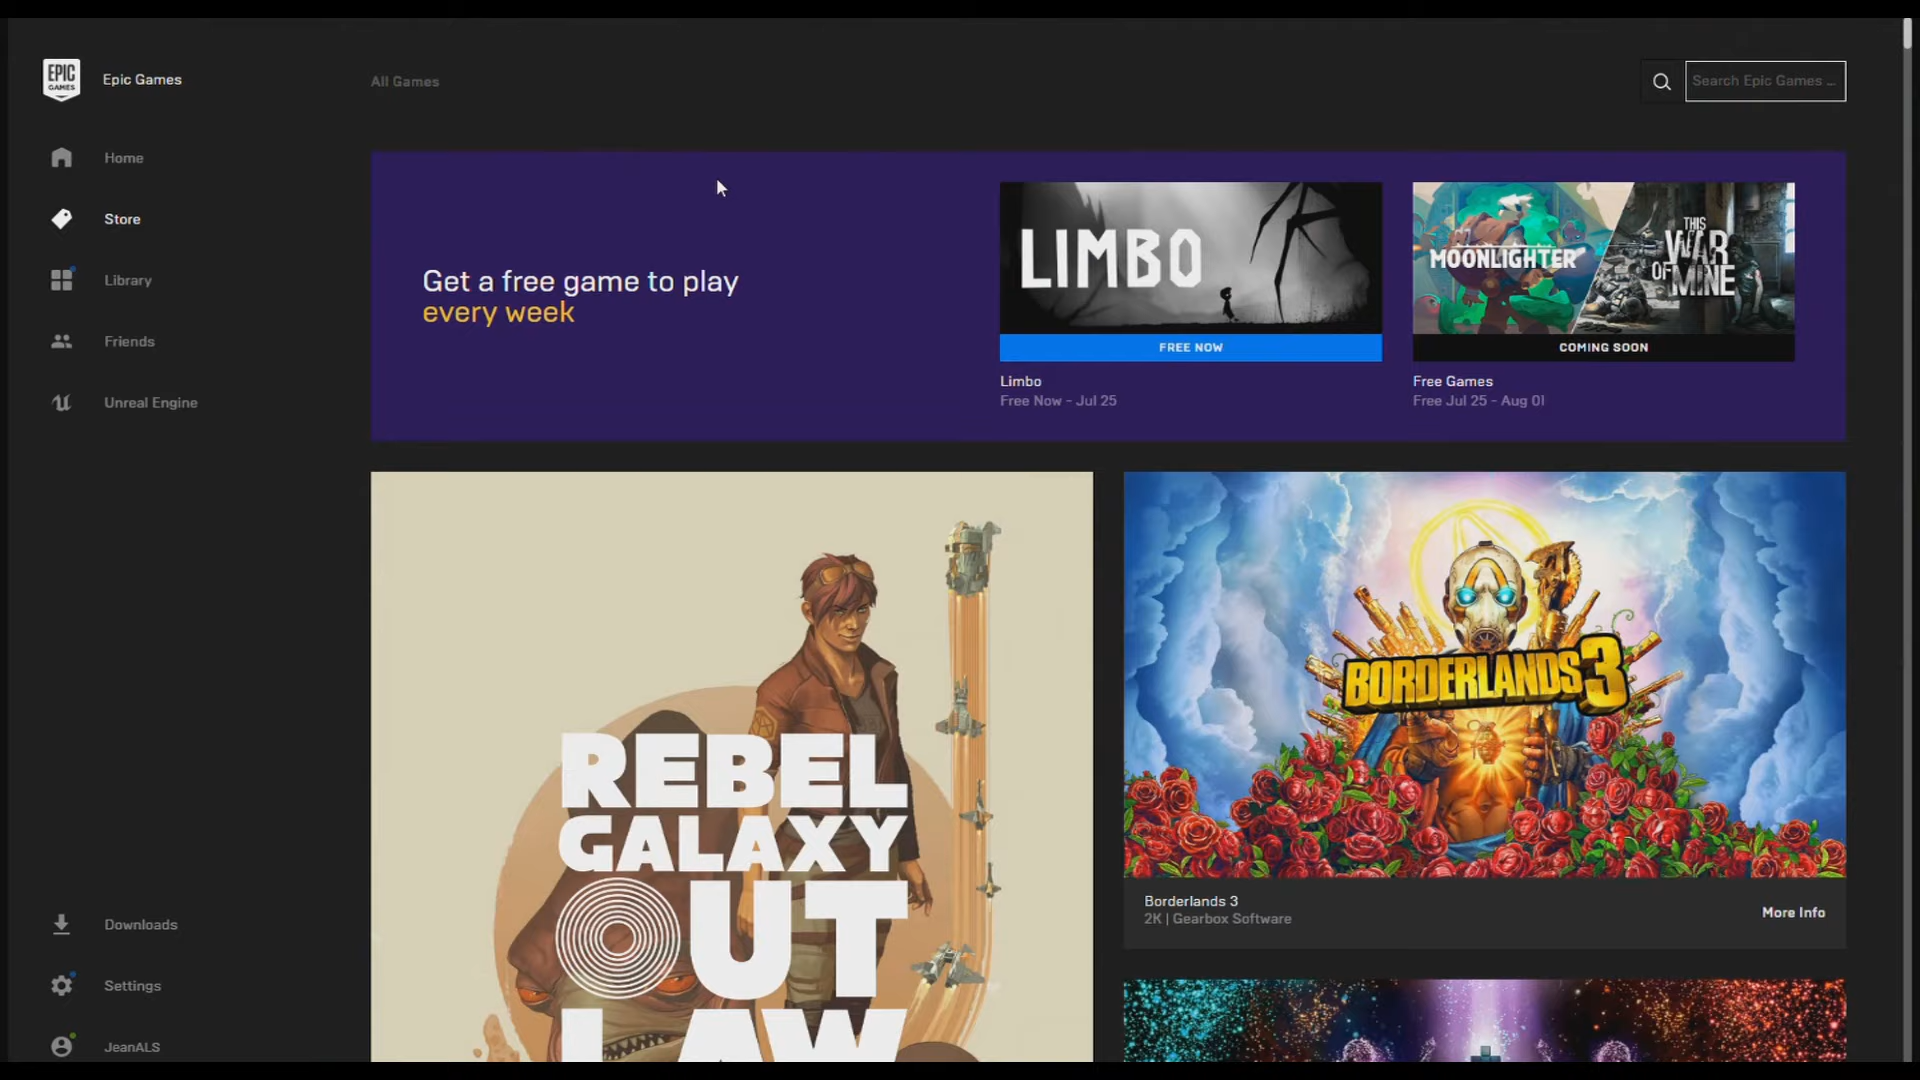 EPIC
GAMES
Epic Games
All Games
Search Epic Games ...
Home
Store
Library
Friends
Unreal Engine
Get a free game to play
every week
LIMBO
FREE NOW
Limbo
Free Now - Jul 25
MOONLIGHTER
THIS
WAR
OF MINE
COMING SOON
Free Games
Free Jul 25 - Aug 01
REBEL
GALAXY
OUT
LAW
BORDERLANDS 3
Borderlands 3
2K | Gearbox Software
More Info
Downloads
Settings
JeanALS